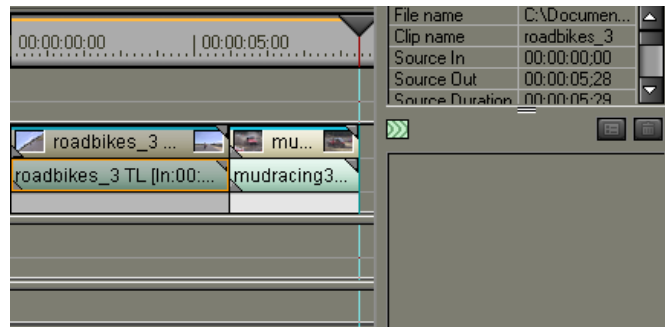 File name C:\Documen...
Clip name roadbikes_3
Source In 00:00:00;00
Source Out 00:00:05;28
Source Duration 00:00:05;29
00:00:00;00 00:00:05;00
roadbikes_3 ... mu...
roadbikes_3 TL [In:00:... mudracing3...